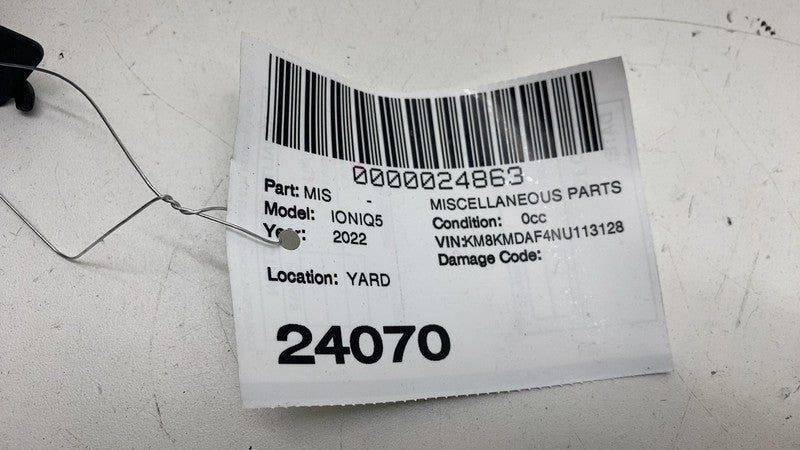 0000024863
Part: MIS - MISCELLANEOUS PARTS
Model: IONIQ5 Condition: 0cc
Year: 2022 VIN:KM8KMDAF4NU113128
Damage Code:
Location: YARD
24070